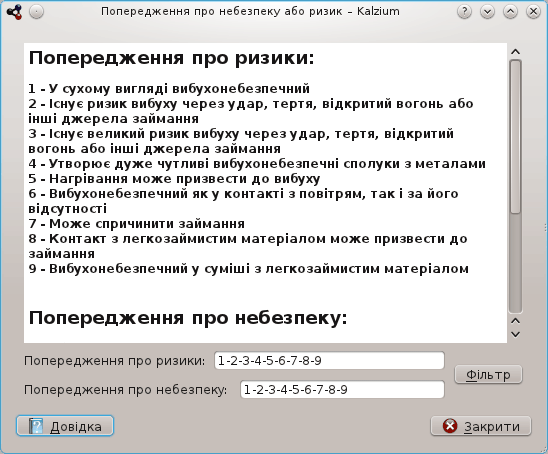 Попередження про небезпеку або ризик – Kalzium
Попередження про ризики:
1 - У сухому вигляді вибухонебезпечний
2 - Існує ризик вибуху через удар, тертя, відкритий вогонь або
інші джерела займання
3 - Існує великий ризик вибуху через удар, тертя, відкритий
вогонь або інші джерела займання
4 - Утворює дуже чутливі вибухонебезпечні сполуки з металами
5 - Нагрівання може призвести до вибуху
6 - Вибухонебезпечний як у контакті з повітрям, так і за його
відсутності
7 - Може спричинити займання
8 - Контакт з легкозаймистим матеріалом може призвести до
займання
9 - Вибухонебезпечний у суміші з легкозаймистим матеріалом
Попередження про небезпеку:
Попередження про ризики: 1-2-3-4-5-6-7-8-9
Фільтр
Попередження про небезпеку: 1-2-3-4-5-6-7-8-9
Довідка Закрити